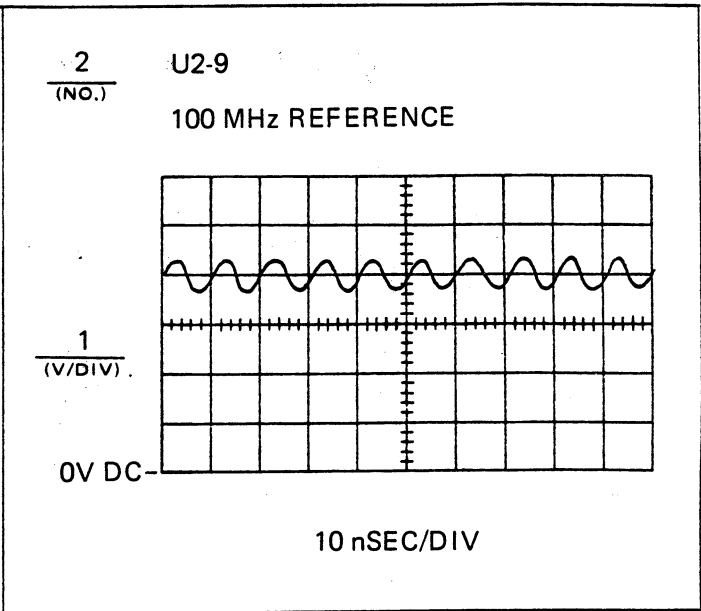 2 U2-9
(NO.)
100 MHz REFERENCE
1
(V/DIV)
0V DC-
10 nSEC/DIV